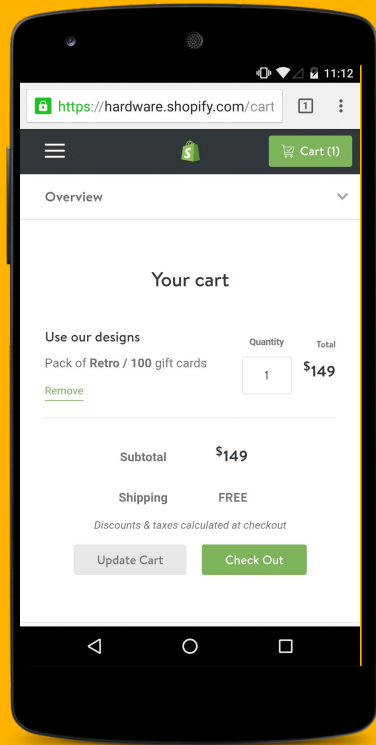 11:12
https://hardware.shopify.com/cart 1
Cart (1)
Overview
Your cart
Use our designs
Quantity Total
Pack of Retro / 100 gift cards
1 $149
Remove
Subtotal $149
Shipping FREE
Discounts & taxes calculated at checkout
Update Cart Check Out